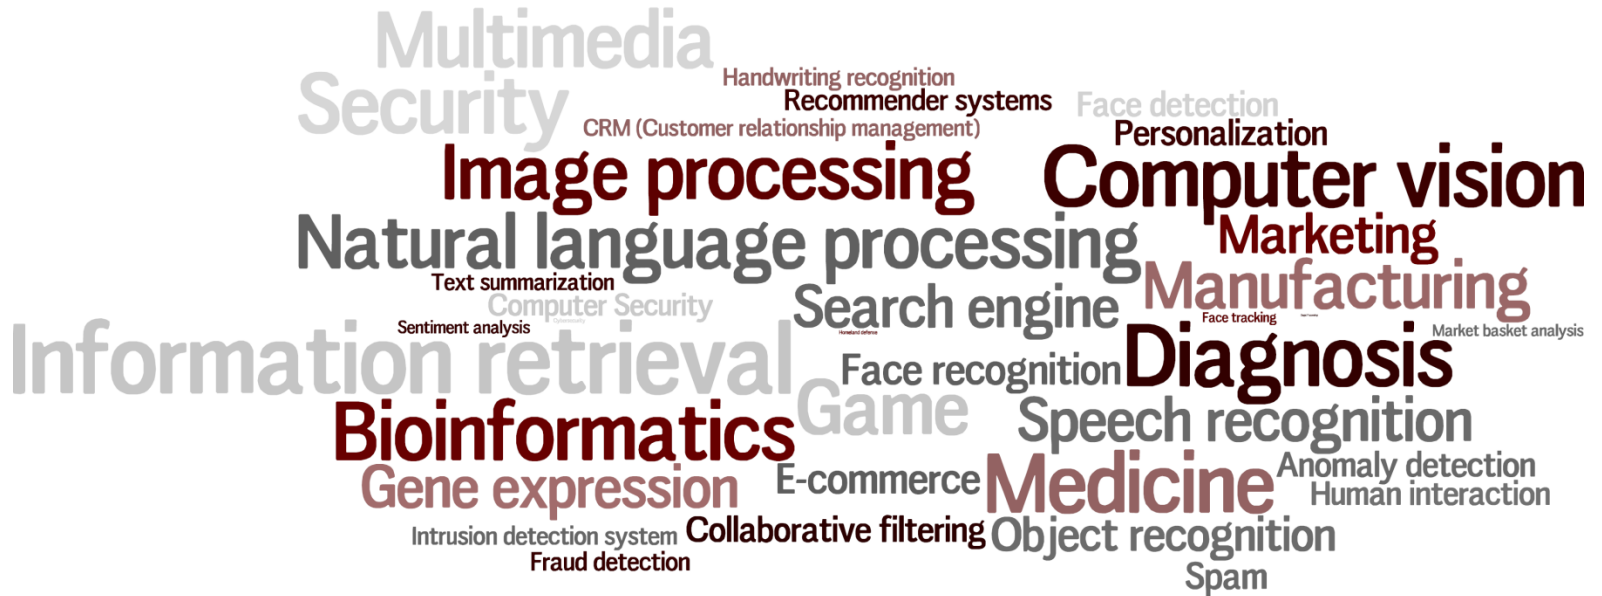 Multimedia
Handwriting recognition
Security
Recommender systems
Face detection
CRM (Customer relationship management)
Personalization
Image processing
Computer vision
Natural language processing
Marketing
Text summarization
Manufacturing
Computer Security
Search engine
Face tracking
Sentiment analysis
Homeland defence
Market basket analysis
Information retrieval
Face recognition
Diagnosis
Game
Bioinformatics
Speech recognition
Gene expression
E-commerce
Medicine
Anomaly detection
Human interaction
Intrusion detection system
Collaborative filtering
Object recognition
Fraud detection
Spam